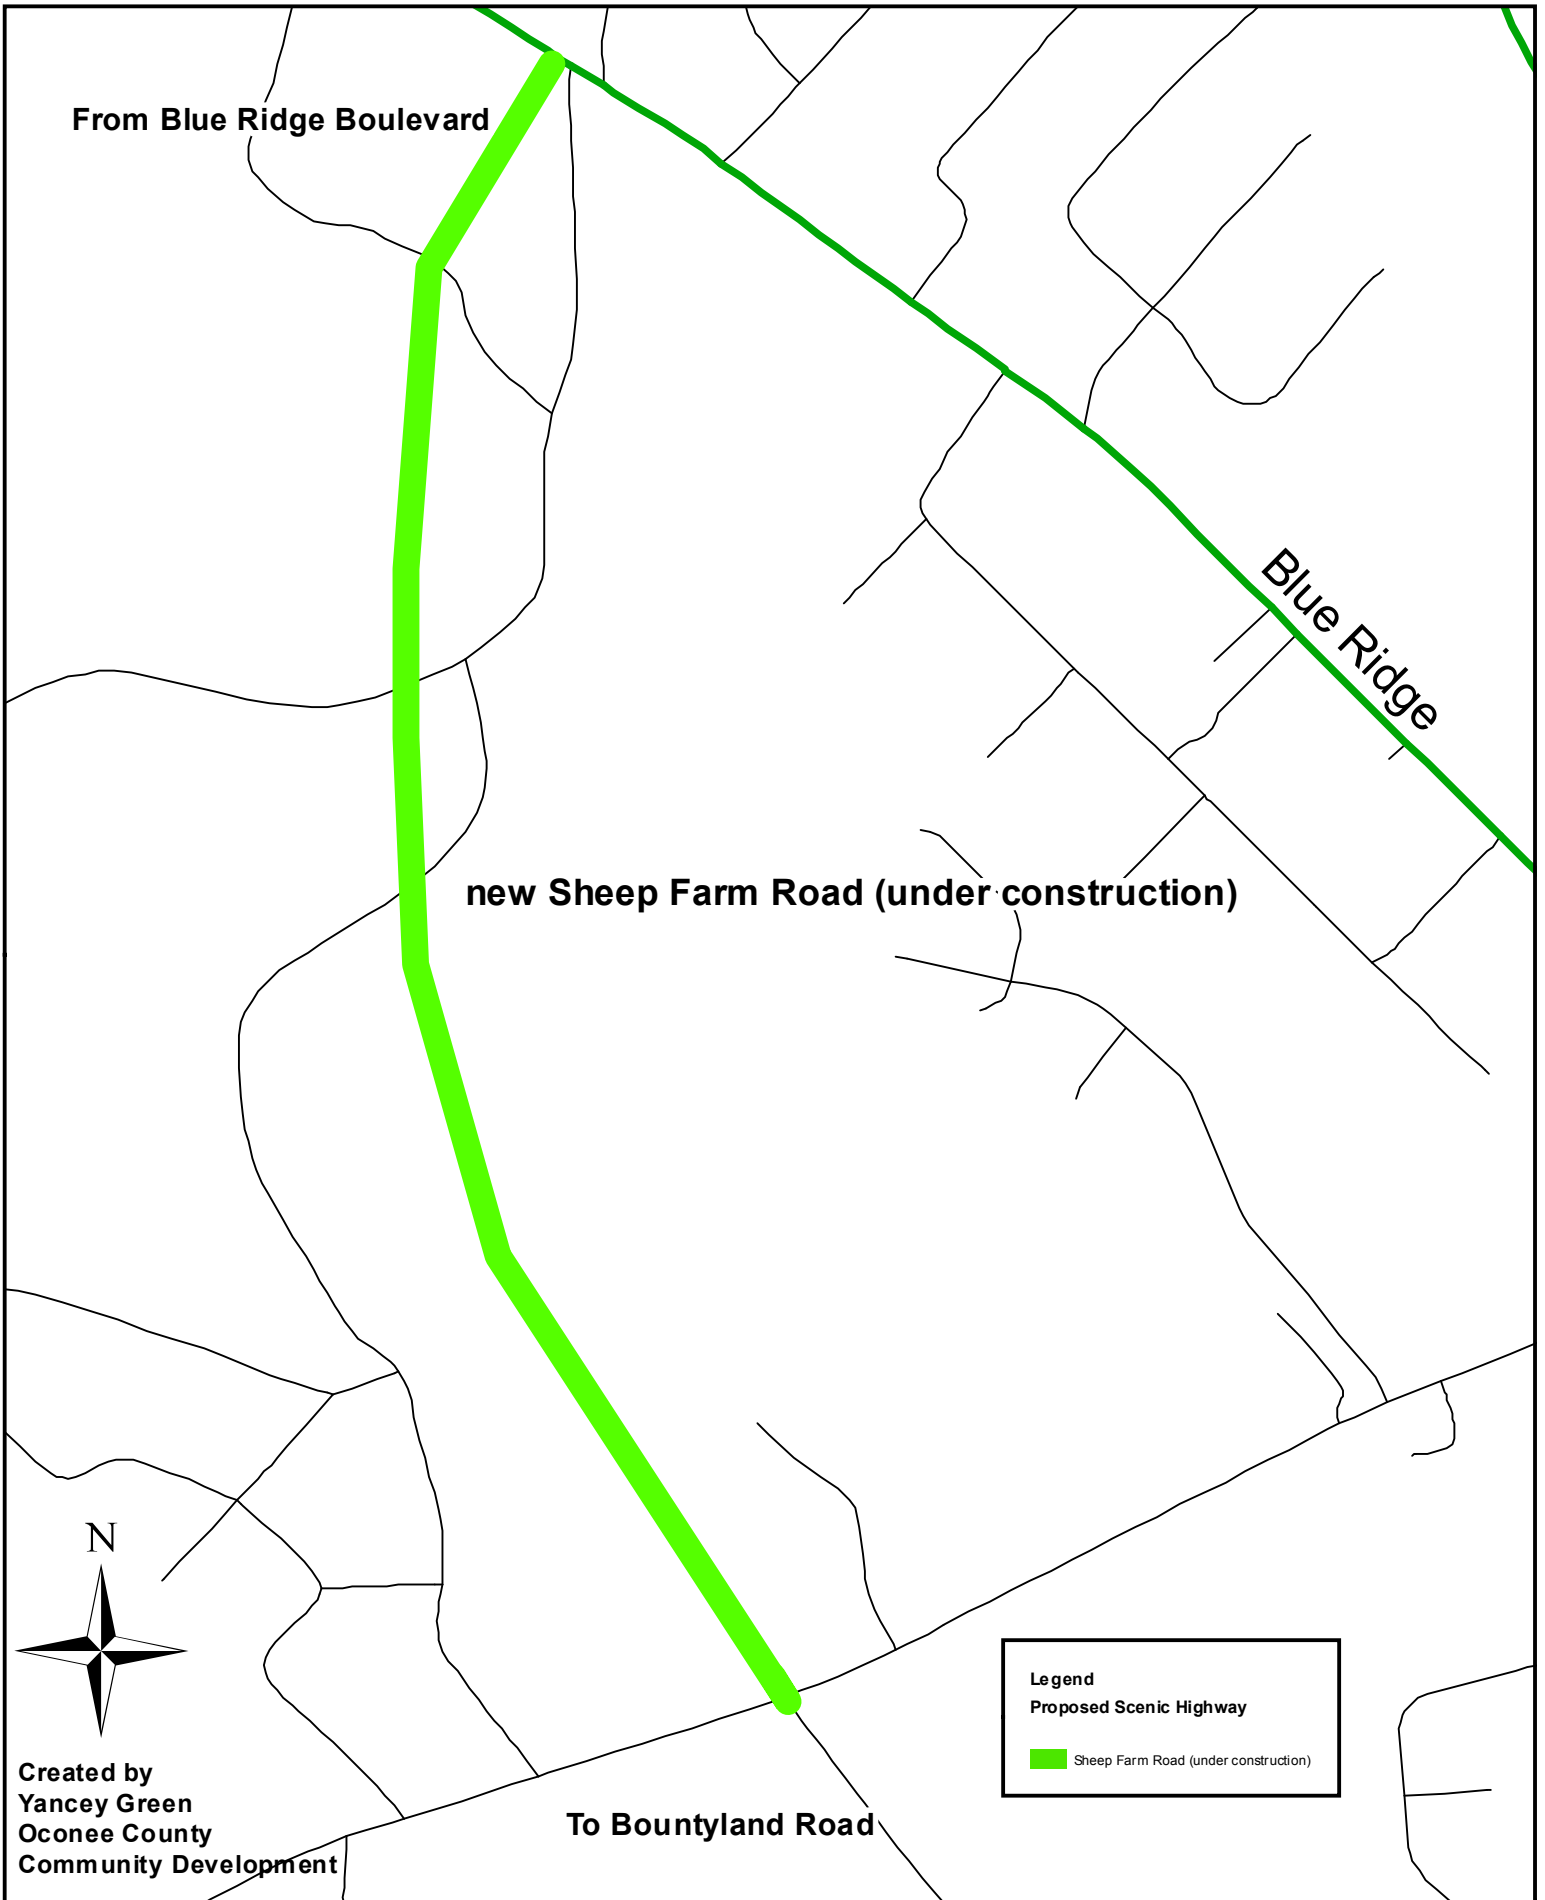 From Blue Ridge Boulevard
Blue Ridge
new Sheep Farm Road (under construction)
N
Legend
Proposed Scenic Highway
Sheep Farm Road (under construction)
Created by
Yancey Green
Oconee County
Community Development
To Bountyland Road